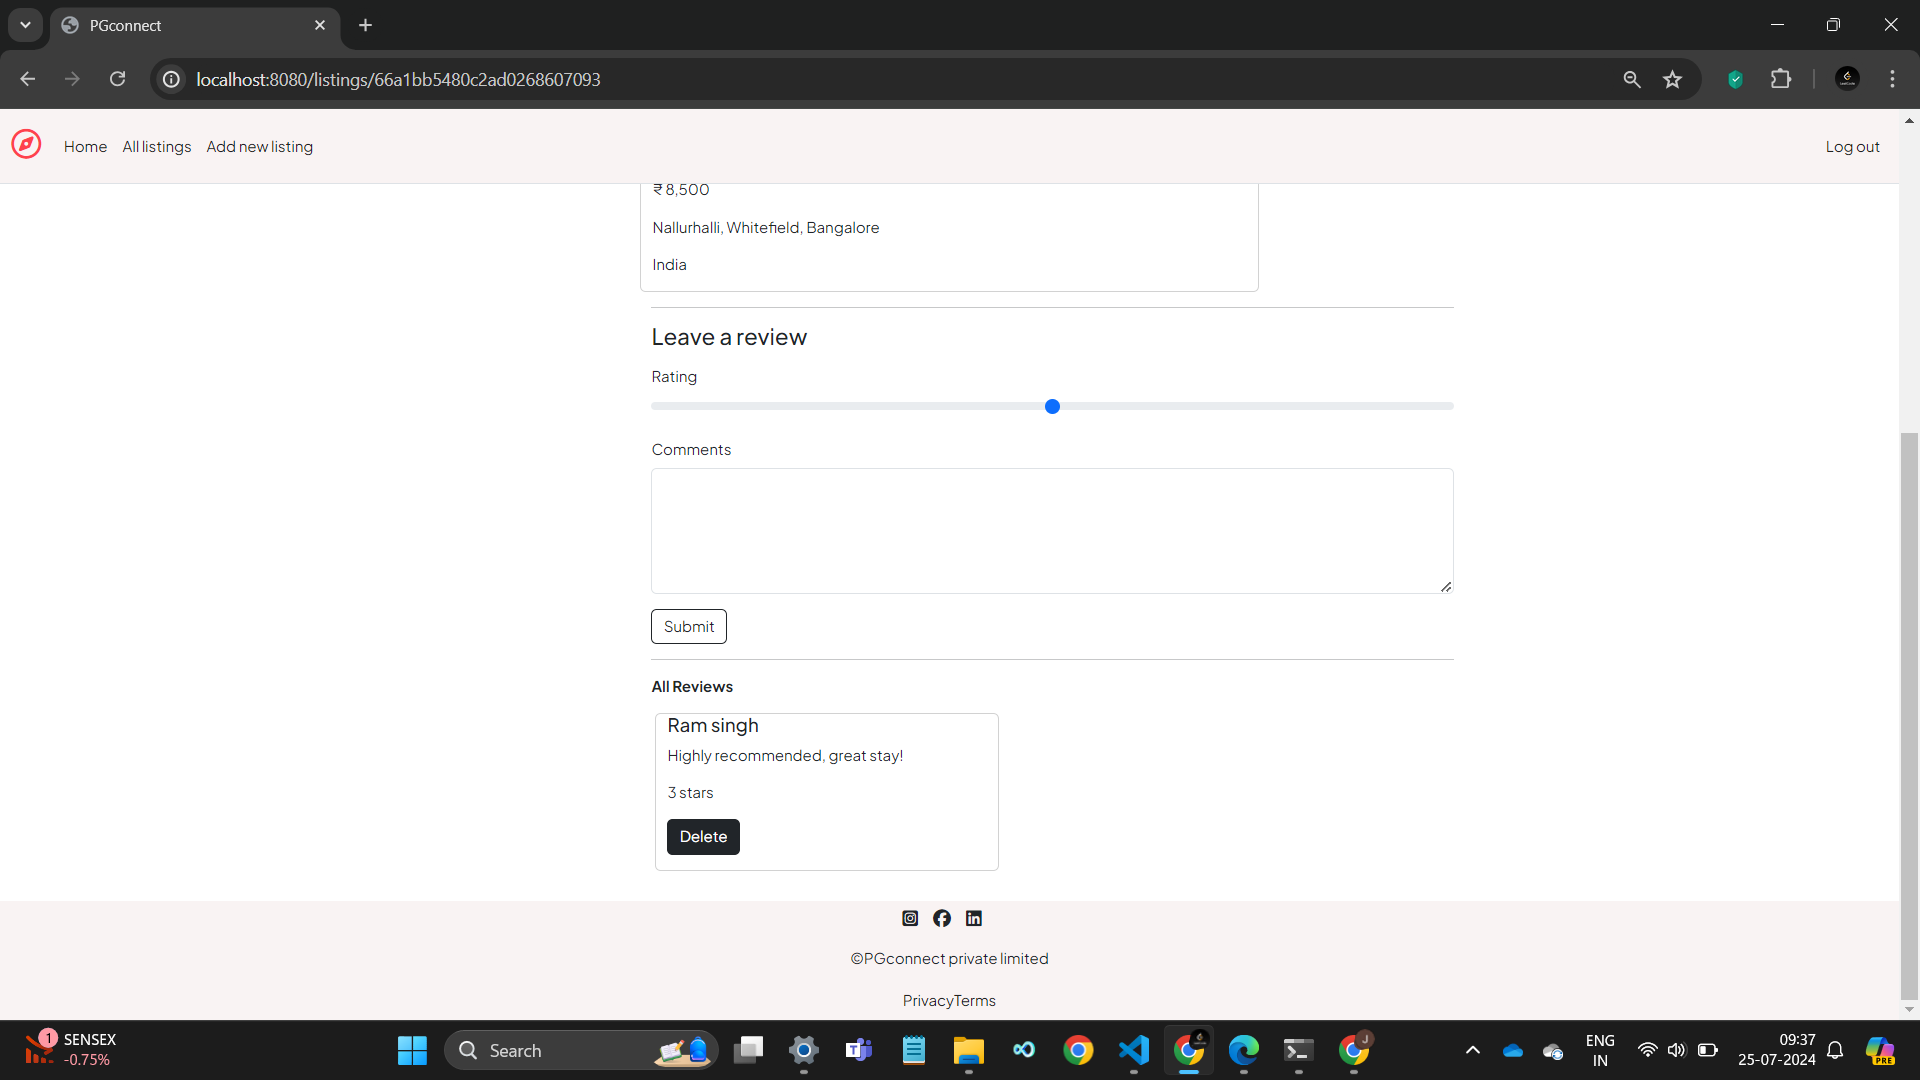 PGconnect
localhost:8080/listings/66a1bb5480c2ad0268607093
Home All listings Add new listing Log out
₹ 8,500
Nallurhalli, Whitefield, Bangalore
India
Leave a review
Rating
Comments
Submit
All Reviews
Ram singh
Highly recommended, great stay!
3 stars
Delete
©PGconnect private limited
PrivacyTerms
1 SENSEX
-0.75%
Search
J
ENG
IN
09:37
25-07-2024
PRE